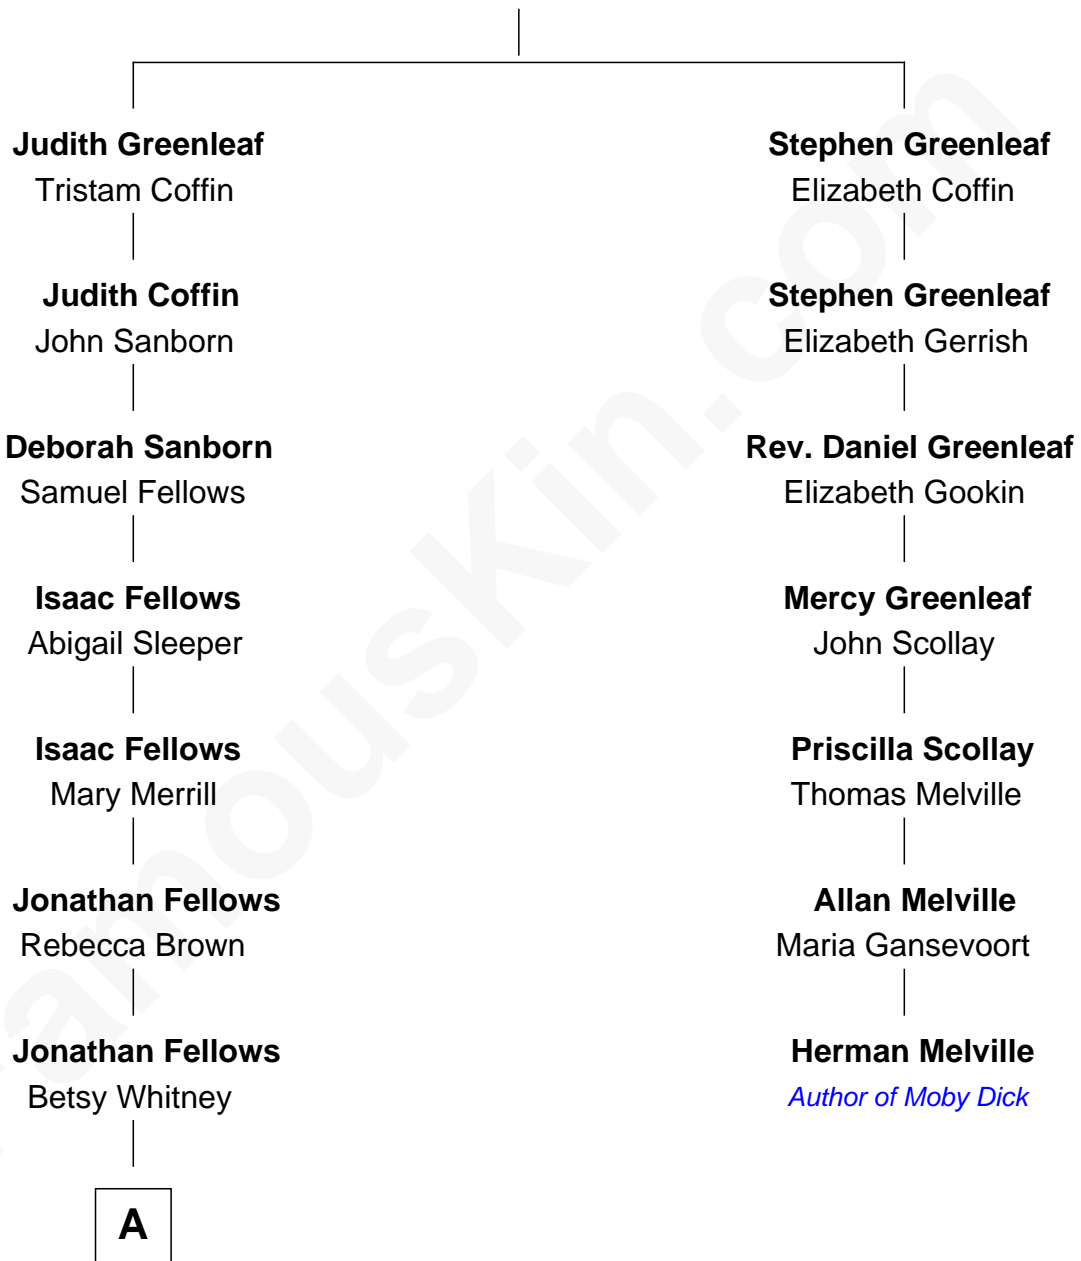 Judith Greenleaf
Tristam Coffin
Judith Coffin
John Sanborn
Deborah Sanborn
Samuel Fellows
Isaac Fellows
Abigail Sleeper
Isaac Fellows
Mary Merrill
Jonathan Fellows
Rebecca Brown
Jonathan Fellows
Betsy Whitney
A
Stephen Greenleaf
Elizabeth Coffin
Stephen Greenleaf
Elizabeth Gerrish
Rev. Daniel Greenleaf
Elizabeth Gookin
Mercy Greenleaf
John Scollay
Priscilla Scollay
Thomas Melville
Allan Melville
Maria Gansevoort
Herman Melville
Author of Moby Dick
FamousKin.com